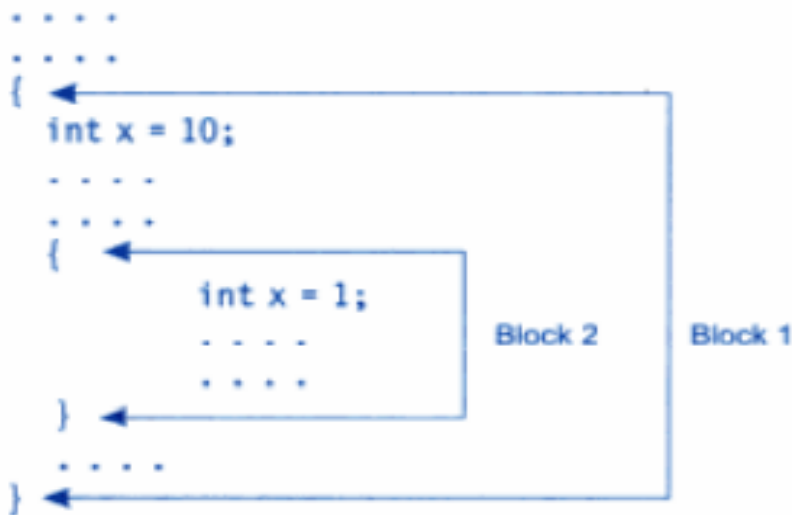 . . . .
. . . .
{
int x = 10;
. . . .
. . . .
{
int x = 1;
. . . .
Block 2 Block 1
. . . .
}
. . . .
}